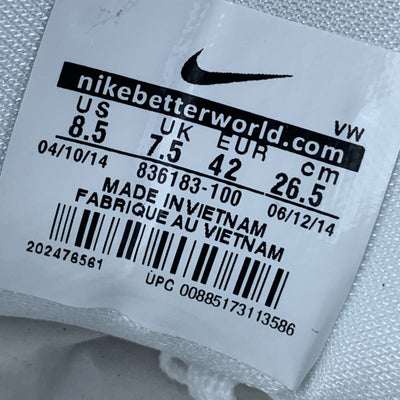 VW
nikebetterworld.com
US UK EUR cm
8.5 7.5 42 26.5
04/10/14 836183-100 06/12/14
MADE IN VIETNAM
FABRIQUE AU VIETNAM
202476561
UPC 00885173113586